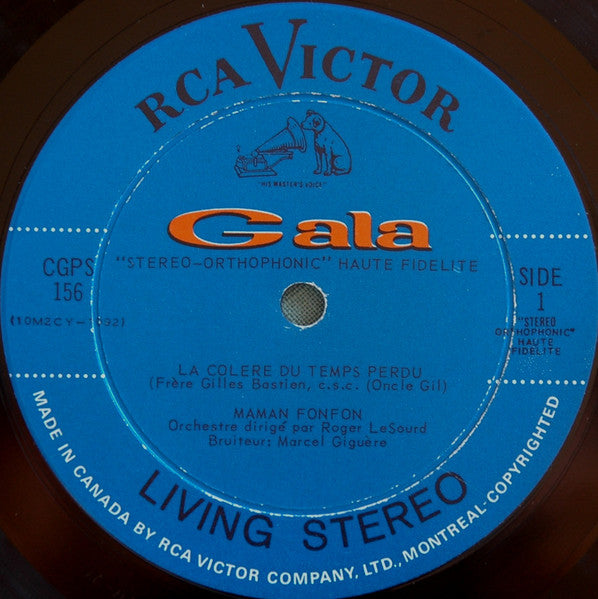 RCA VICTOR
"HIS MASTER'S VOICE"
Gala
"STEREO-ORTHOPHONIC" HAUTE FIDELITE
CGPS
156
SIDE
1
"STEREO
ORTHOPHONIC"
HAUTE
FIDELITE
LA COLERE DU TEMPS PERDU
(Frère Gilles Bastien, c.s.c. (Oncle Gil)
MAMAN FONFON
Orchestre dirigé par Roger LeSourd
Bruiteur: Marcel Giguère
LIVING STEREO
MADE IN CANADA BY RCA VICTOR COMPANY, LTD., MONTREAL-COPYRIGHTED